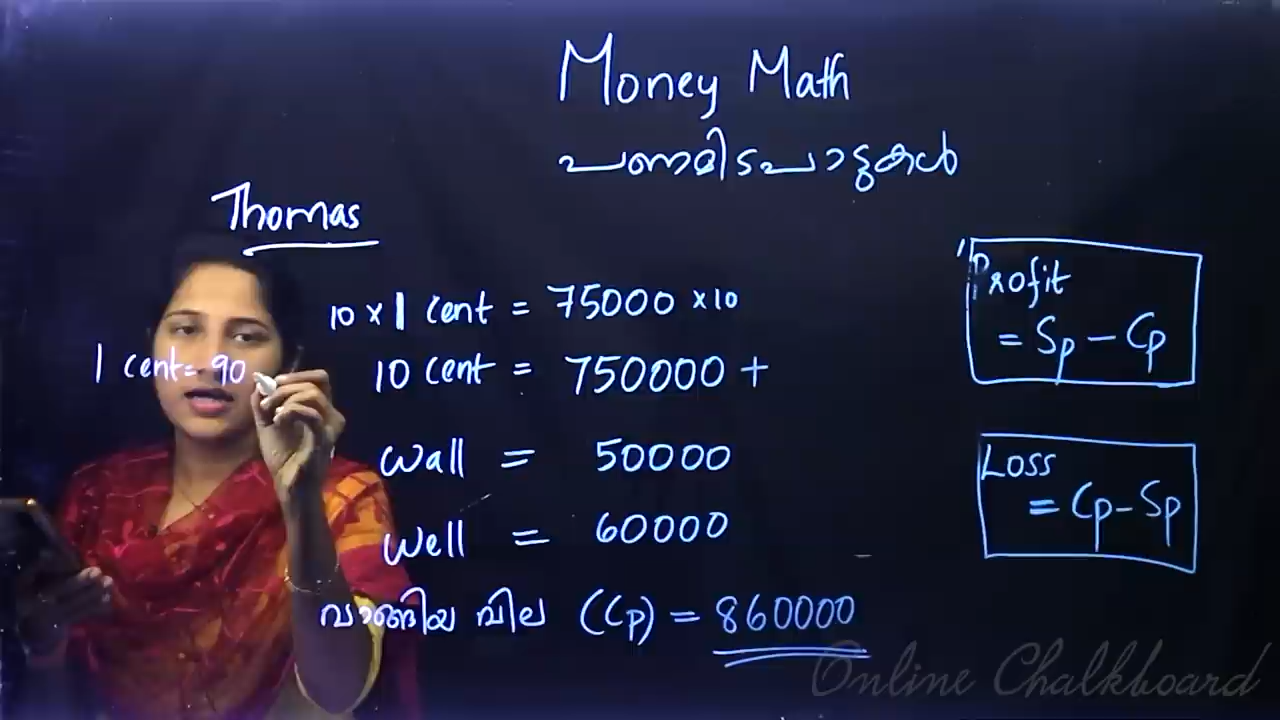 Money Math
പണമിടപാടുകൾ
Thomas
10 x 1 cent = 75000 x10
1 cent = 90
10 cent = 750000 +
Wall = 50000
Well = 60000
വാങ്ങിയ വില (Cp) = 860000
Profit
= Sp – Cp
Loss
= Cp – Sp
Online Chalkboard